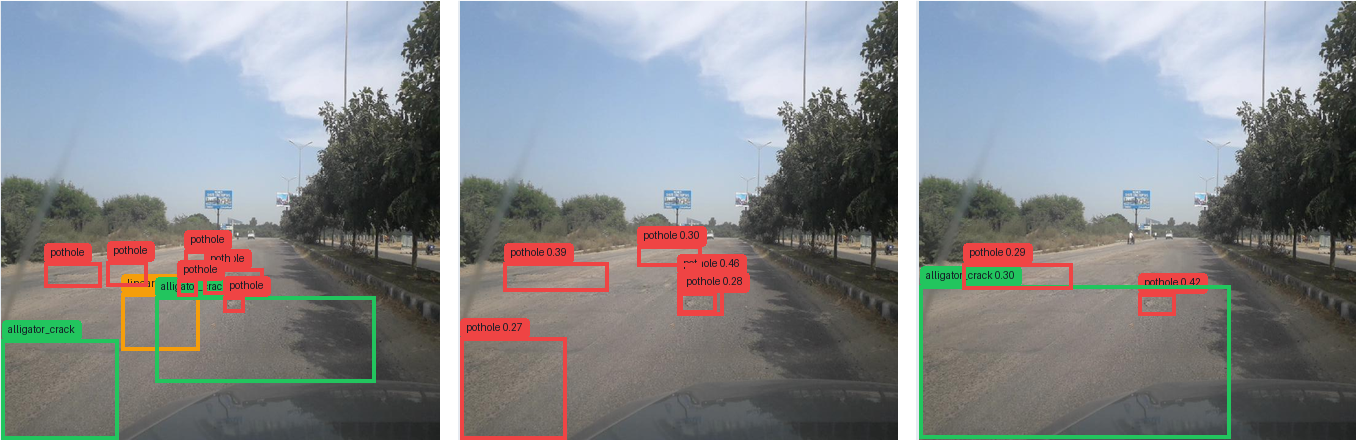 pothole
pothole
pothole
pothole
pothole
pothole
alligator_crack
pothole 0.30
pothole 0.39
pothole 0.46
pothole 0.28
pothole 0.27
pothole 0.29
alligator_crack 0.30
pothole 0.42